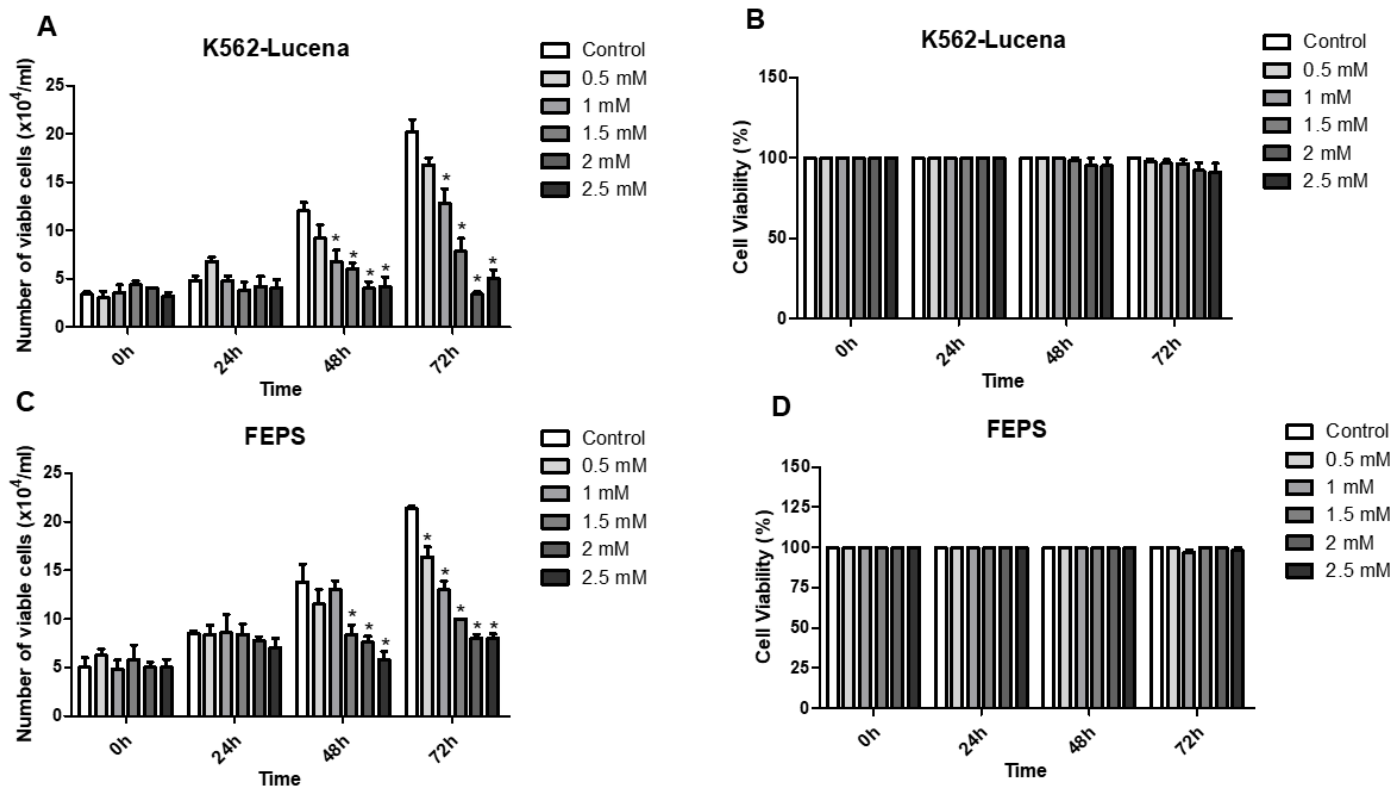 A
K562-Lucena
Number of viable cells (x10⁴/ml)
25
20
15
10
5
0
* * * *
* * * *
0h 24h 48h 72h
Time
Control
0.5 mM
1 mM
1.5 mM
2 mM
2.5 mM
B
K562-Lucena
Cell Viability (%)
150
100
50
0
0h 24h 48h 72h
Time
Control
0.5 mM
1 mM
1.5 mM
2 mM
2.5 mM
C
FEPS
Number of viable cells (x10⁴/ml)
25
20
15
10
5
0
* * *
* * * * *
0h 24h 48h 72h
Time
Control
0.5 mM
1 mM
1.5 mM
2 mM
2.5 mM
D
FEPS
Cell Viability (%)
150
125
100
75
50
25
0
0h 24h 48h 72h
Time
Control
0.5 mM
1 mM
1.5 mM
2 mM
2.5 mM